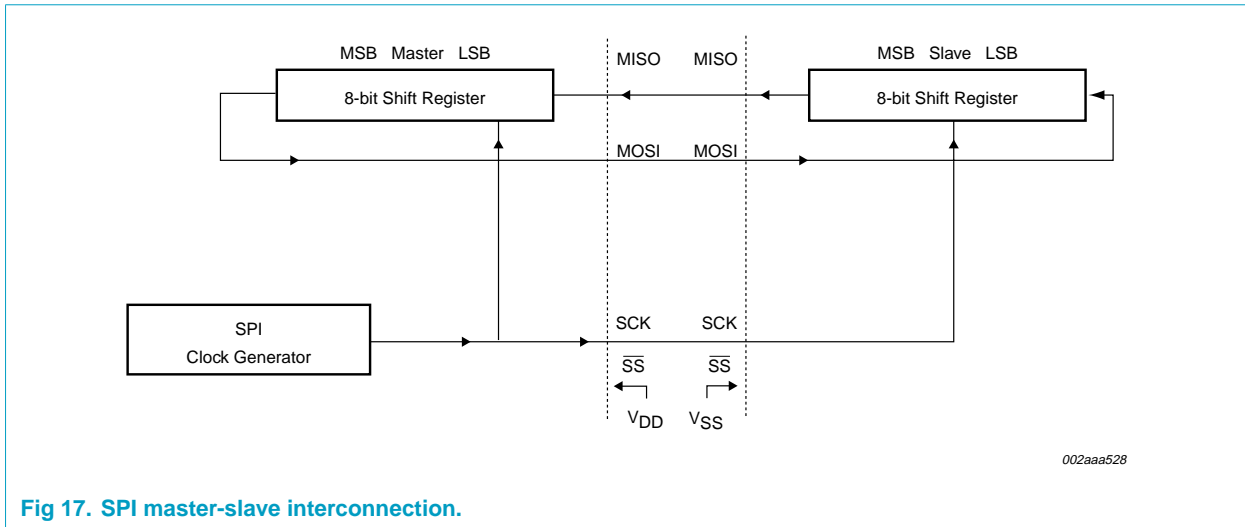 MSB Master LSB
MISO MISO
MSB Slave LSB
8-bit Shift Register
8-bit Shift Register
MOSI MOSI
SPI
Clock Generator
SCK SCK
SS SS
VDD VSS
002aaa528
Fig 17. SPI master-slave interconnection.